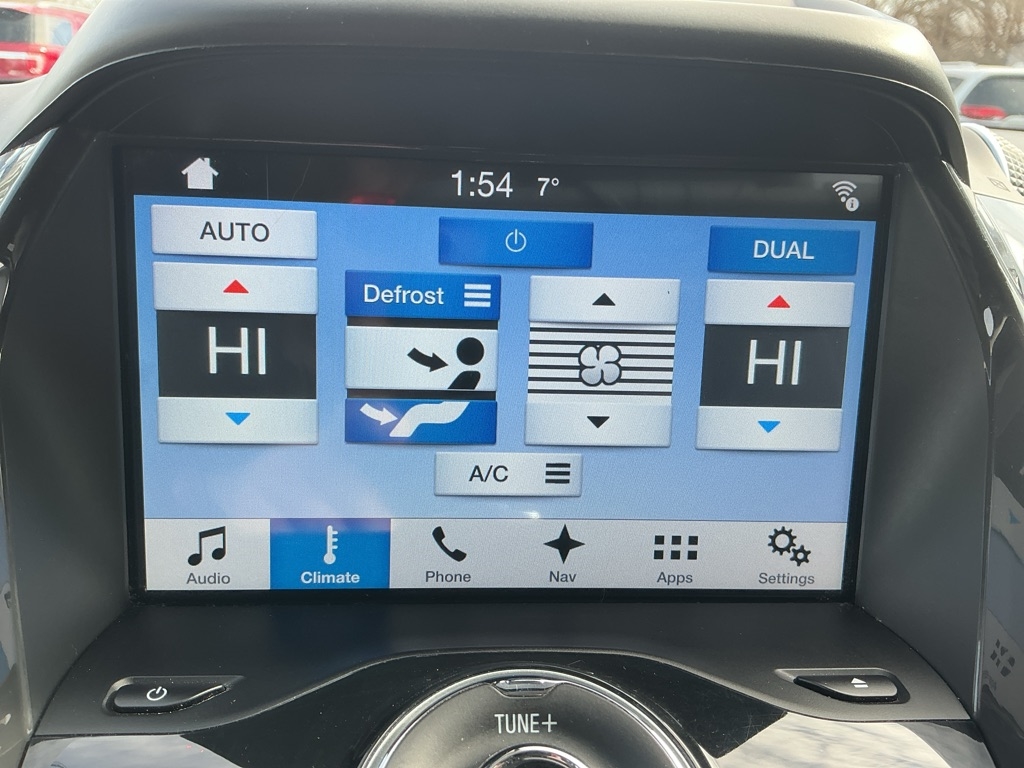 1:54 7°
AUTO
DUAL
Defrost
HI
HI
A/C
Audio
Climate
Phone
Nav
Apps
Settings
TUNE+